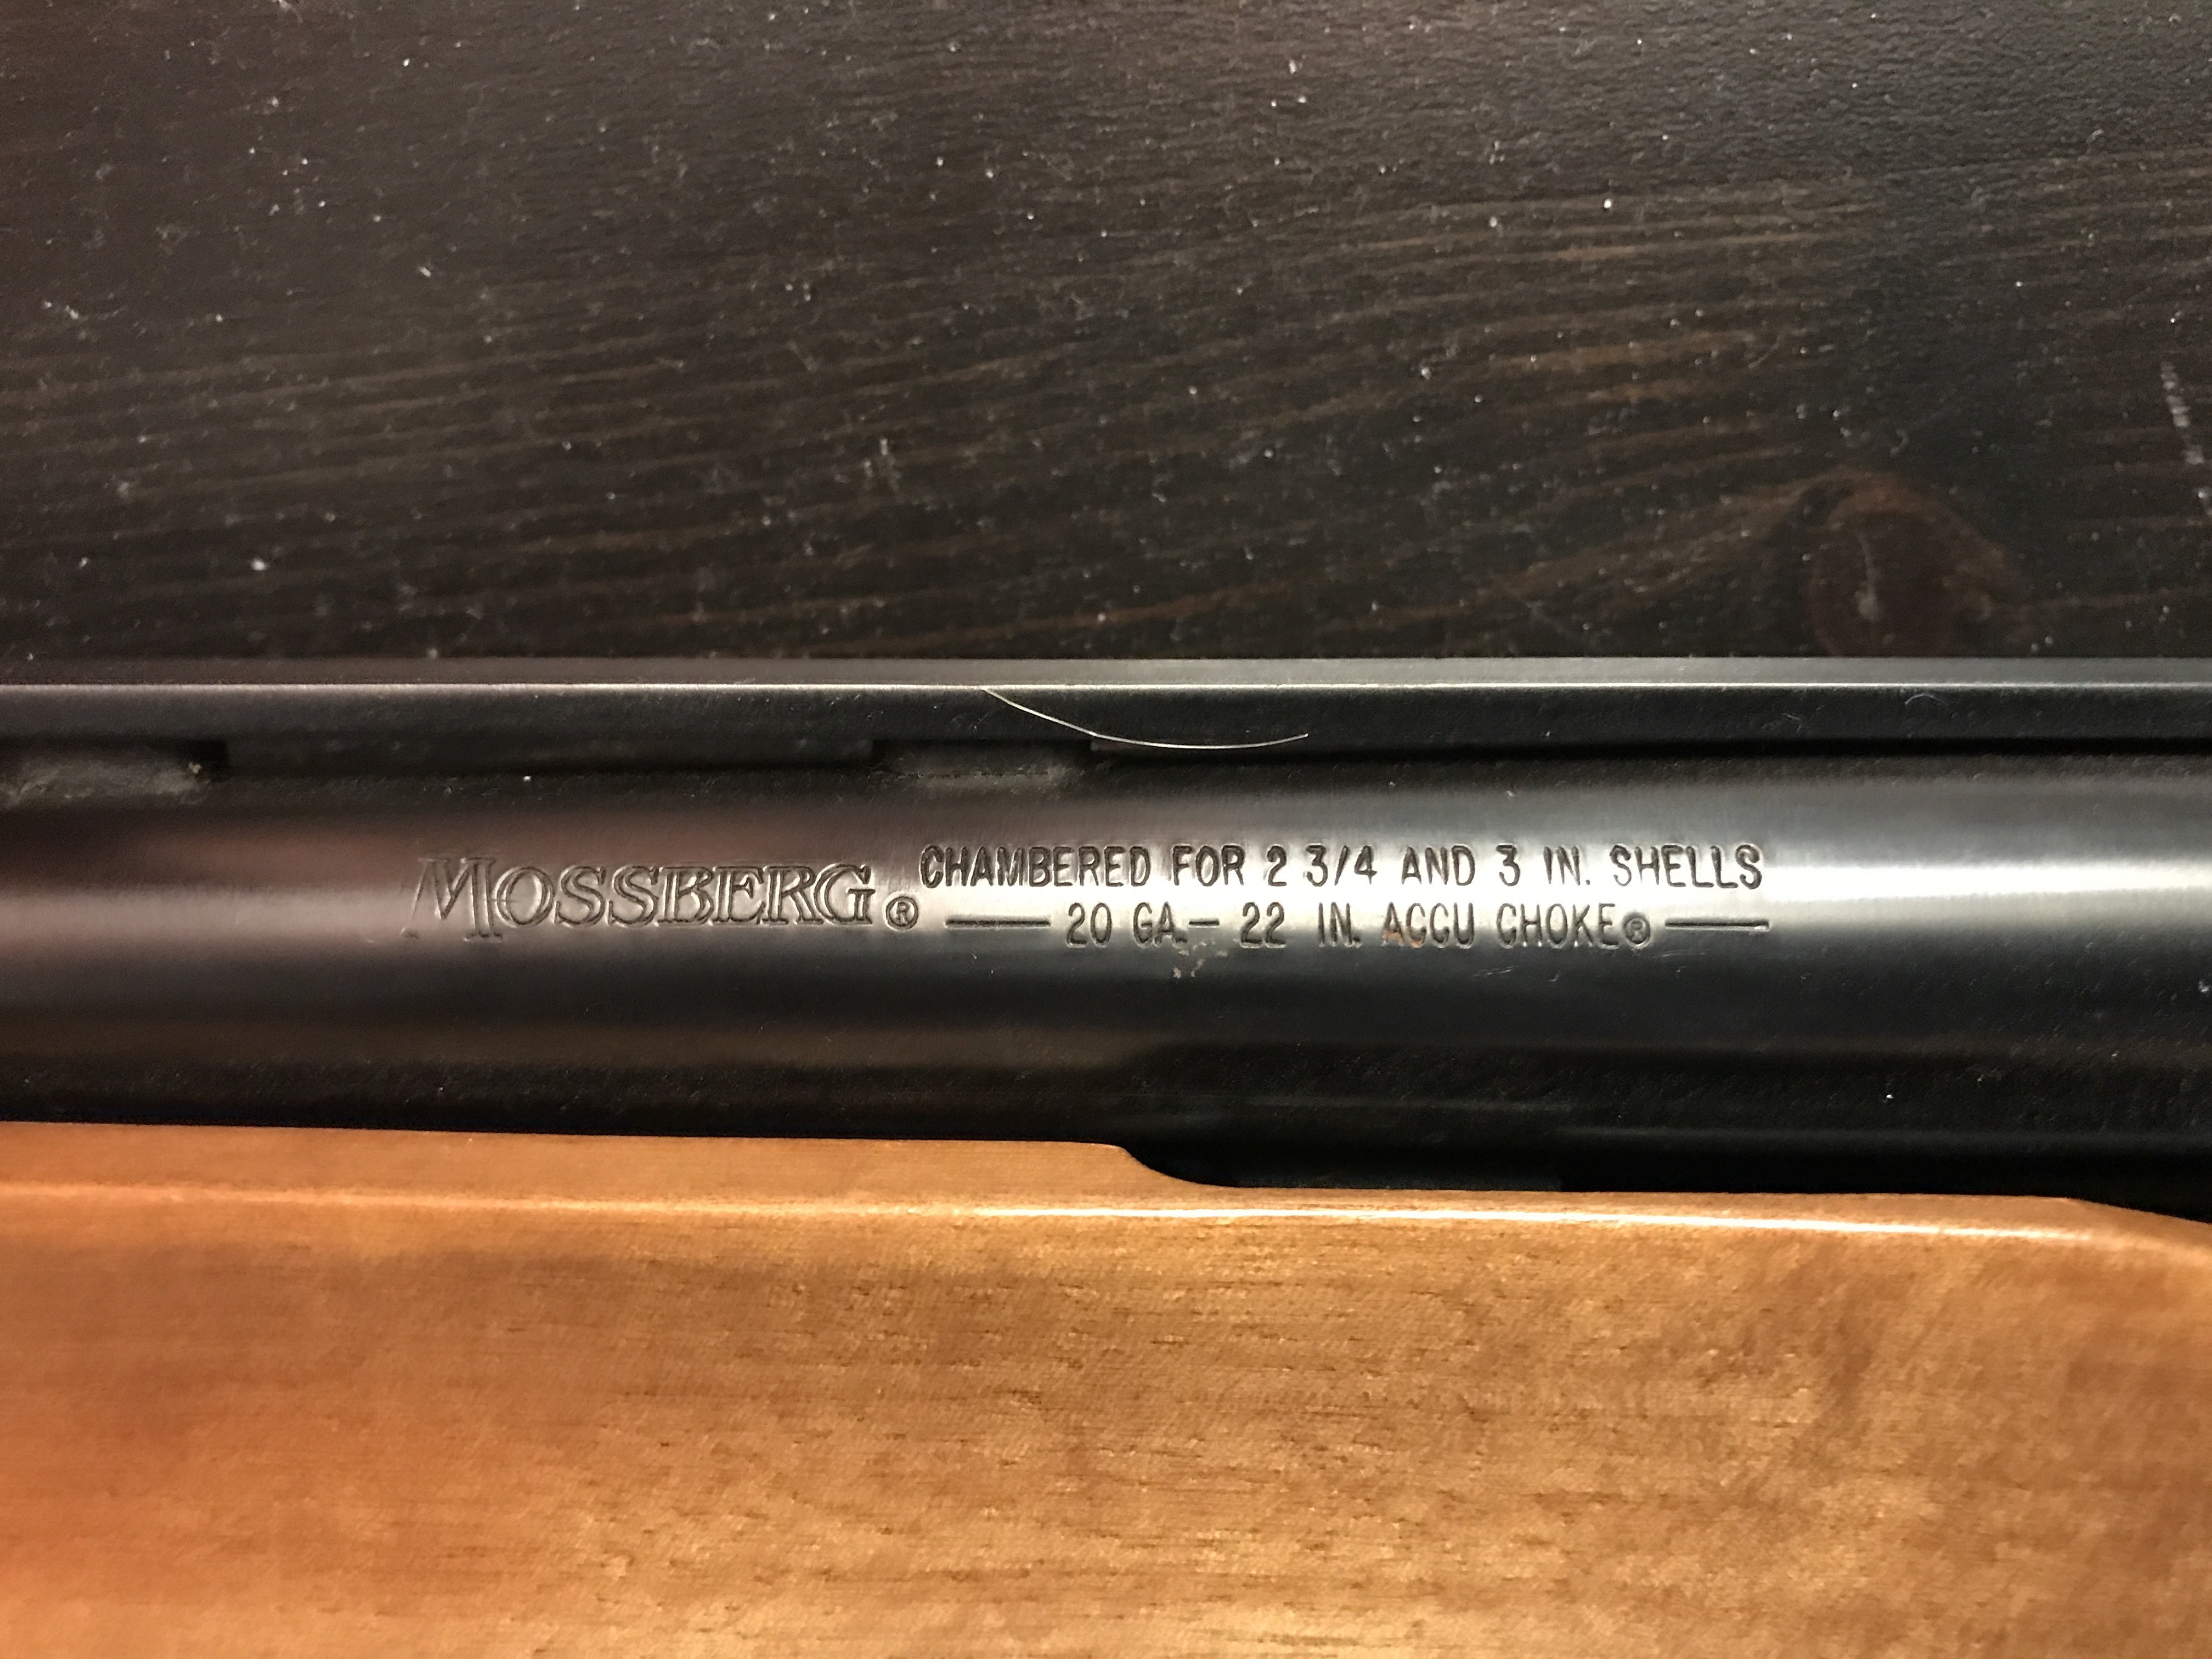 MOSSBERG® CHAMBERED FOR 2 3/4 AND 3 IN. SHELLS
20 GA.— 22 IN. ACCU CHOKE®